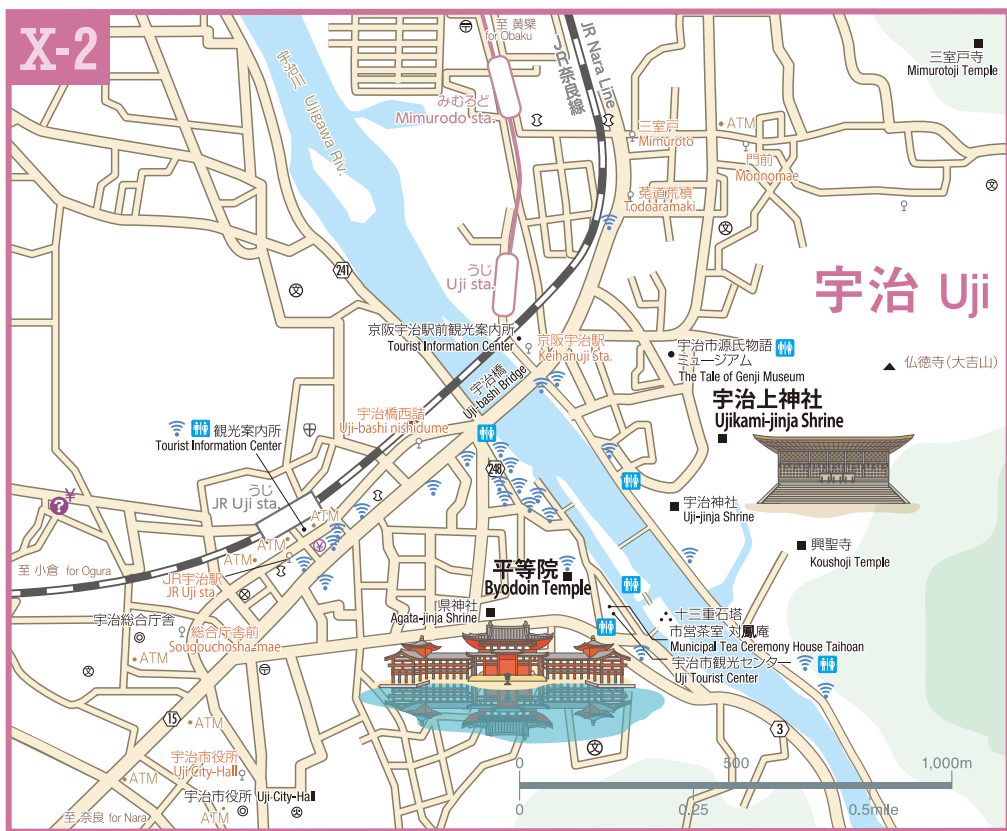 X-2
至 黄檗
for Obaku
JR奈良線
JR Nara Line
三室戸寺
Mimurotoji Temple
宇治川 Ujigawa Riv.
みむろど
Mimurodo sta.
三室戸
Mimuroto
ATM
門前
Monnomae
莵道荒槙
Todoaramaki
文
文
241
文
うじ
Uji sta.
宇治 Uji
京阪宇治駅前観光案内所
Tourist Information Center
京阪宇治駅
Keihanuji Sta.
宇治市源氏物語
ミュージアム
The Tale of Genji Museum
仏徳寺(大吉山)
宇治橋
Uji-bashi Bridge
宇治橋西詰
Uji-bashi nishidume
宇治上神社
Ujikami-jinja Shrine
観光案内所
Tourist Information Center
248
うじ
JR Uji sta.
?
¥
ATM
宇治神社
Uji-jinja Shrine
ATM
¥
ATM
興聖寺
Koushoji Temple
至 小倉 for Ogura
JR宇治駅
JR Uji sta.
平等院
Byodoin Temple
県神社
Agata-jinja Shrine
宇治総合庁舎
総合庁舎前
Sougouchosha-mae
ATM
文
十三重石塔
市営茶室 対鳳庵
Municipal Tea Ceremony House Taihoan
宇治市観光センター
Uji Tourist Center
15
ATM
3
文
宇治市役所
Uji City-Hall
ATM
宇治市役所 Uji-City-Hall
ATM
至 奈良 for Nara
0 500 1,000m
0 0.25 0.5mile